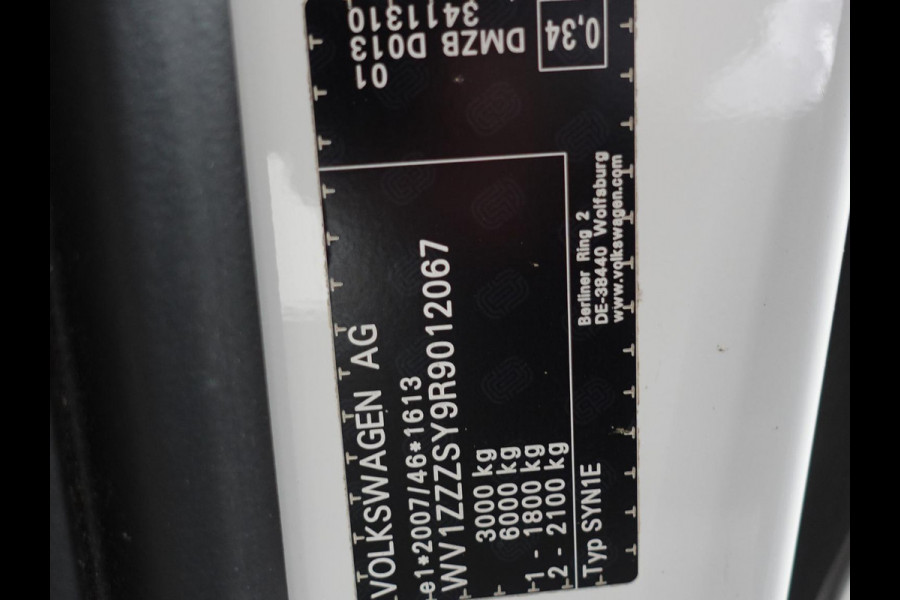 VOLKSWAGEN AG
e1*2007/46*1613
WV1ZZZSY9R9012067
3000 kg
6000 kg
1 - 1800 kg
2 - 2100 kg
Typ SYN1E
Berliner Ring 2
DE-38440 Wolfsburg
www.volkswagen.com
0,34
DMZB D013
3411310
01